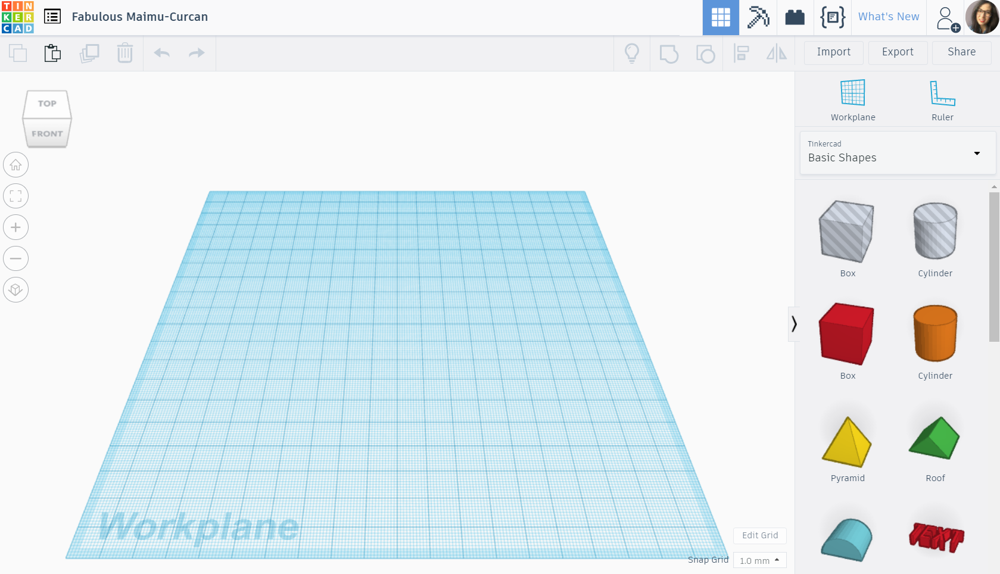 TIN
KER
CAD
Fabulous Maimu-Curcan
What's New
Import
Export
Share
TOP
FRONT
Workplane
Ruler
Tinkercad
Basic Shapes
Box
Cylinder
Box
Cylinder
Pyramid
Roof
TEXT
Workplane
Edit Grid
Snap Grid
1.0 mm